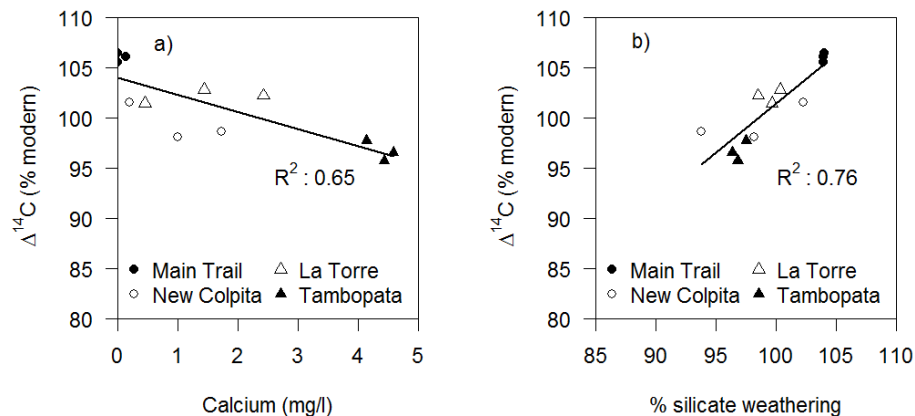 a)
Δ¹⁴C (% modern)
110
105
100
95
90
85
80
R² : 0.65
Main Trail
La Torre
New Colpita
Tambopata
0 1 2 3 4 5
Calcium (mg/l)
b)
Δ¹⁴C (% modern)
110
105
100
95
90
85
80
R² : 0.76
Main Trail
La Torre
New Colpita
Tambopata
85 90 95 100 105 110
% silicate weathering